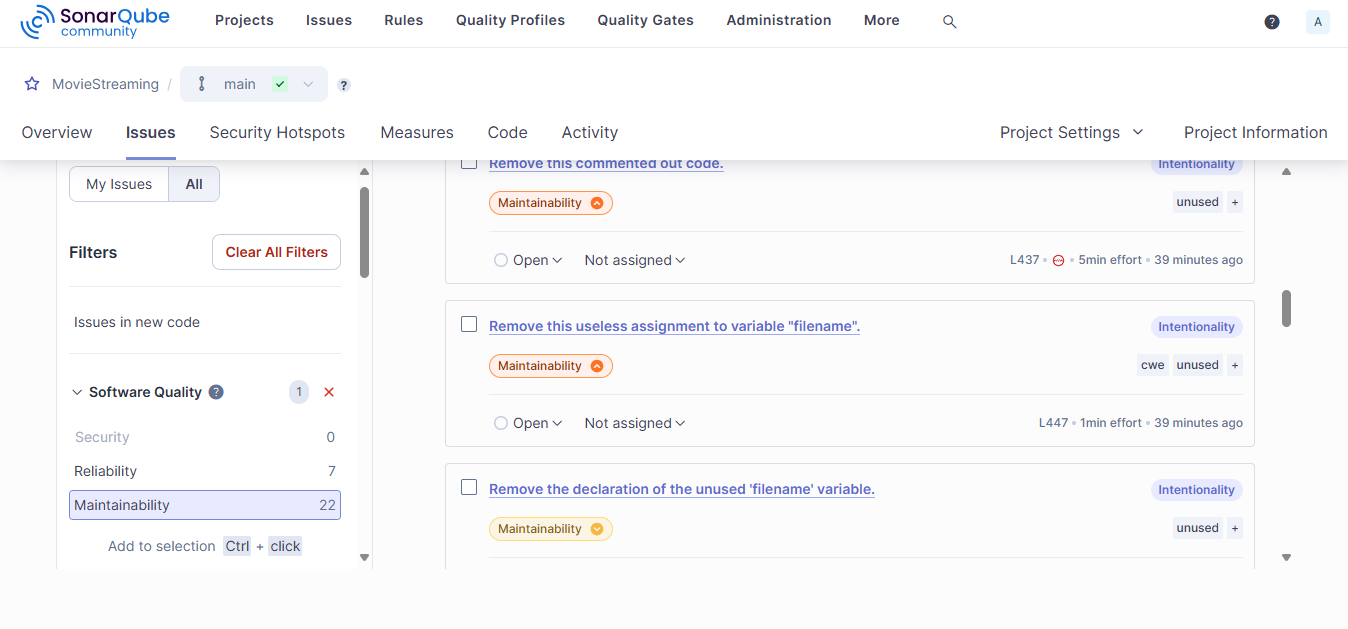 SonarQube
community
Projects Issues Rules Quality Profiles Quality Gates Administration More ? A
MovieStreaming / main ?
Overview Issues Security Hotspots Measures Code Activity Project Settings Project Information
My Issues All
Filters Clear All Filters
Issues in new code
Software Quality ? 1
Security 0
Reliability 7
Maintainability 22
Add to selection Ctrl + click
Remove this commented out code. Intentionality
Maintainability unused +
Open Not assigned L437 • • 5min effort • 39 minutes ago
Remove this useless assignment to variable "filename". Intentionality
Maintainability cwe unused +
Open Not assigned L447 • 1min effort • 39 minutes ago
Remove the declaration of the unused 'filename' variable. Intentionality
Maintainability unused +